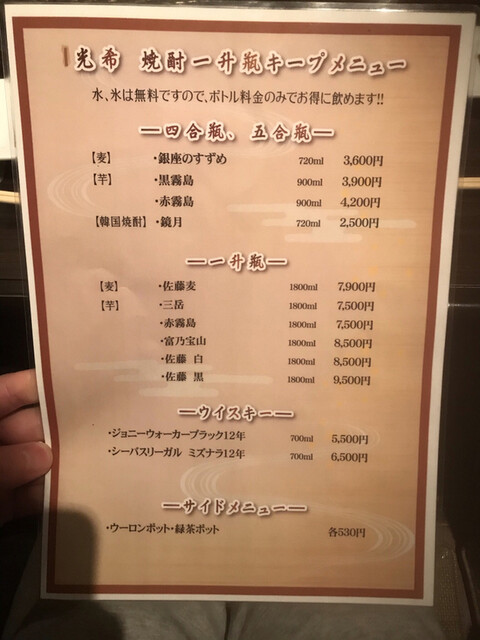 光希 焼酎一升瓶キープメニュー
水、氷は無料ですので、ボトル料金のみでお得に飲めます!!
―四合瓶、五合瓶―
【麦】 ・銀座のすずめ 720ml 3,600円
【芋】 ・黒霧島 900ml 3,900円
・赤霧島 900ml 4,200円
【韓国焼酎】 ・鏡月 720ml 2,500円
―一升瓶―
【麦】 ・佐藤麦 1800ml 7,900円
【芋】 ・三岳 1800ml 7,500円
・赤霧島 1800ml 7,500円
・富乃宝山 1800ml 8,500円
・佐藤 白 1800ml 8,500円
・佐藤 黒 1800ml 9,500円
―ウイスキー―
・ジョニーウォーカーブラック12年 700ml 5,500円
・シーバスリーガル ミズナラ12年 700ml 6,500円
―サイドメニュー―
・ウーロンポット・緑茶ポット 各530円